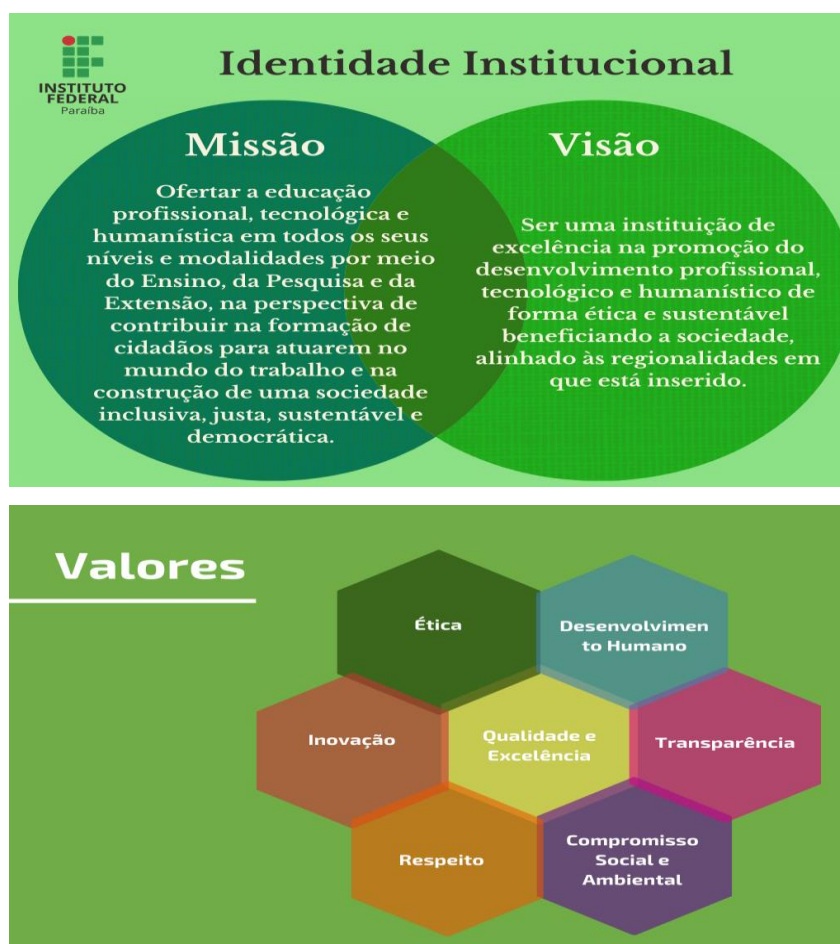 INSTITUTO
FEDERAL
Paraíba
Identidade Institucional
Missão
Ofertar a educação
profissional, tecnológica e
humanística em todos os seus
níveis e modalidades por meio
do Ensino, da Pesquisa e da
Extensão, na perspectiva de
contribuir na formação de
cidadãos para atuarem no
mundo do trabalho e na
construção de uma sociedade
inclusiva, justa, sustentável e
democrática.
Visão
Ser uma instituição de
excelência na promoção do
desenvolvimento profissional,
tecnológico e humanístico de
forma ética e sustentável
beneficiando a sociedade,
alinhado às regionalidades em
que está inserido.
Valores
Ética
Desenvolvimen
to Humano
Inovação
Qualidade e
Excelência
Transparência
Respeito
Compromisso
Social e
Ambiental